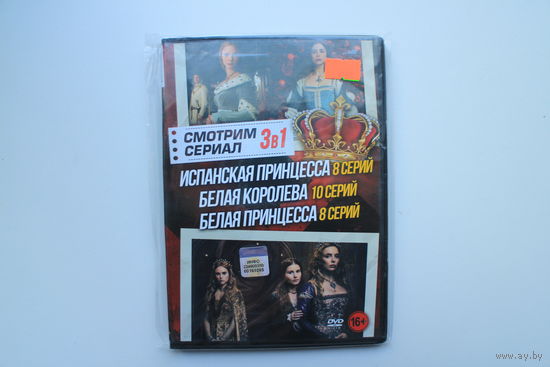 СМОТРИМ
СЕРИАЛ
3в1
ИСПАНСКАЯ ПРИНЦЕССА 8 СЕРИЙ
БЕЛАЯ КОРОЛЕВА 10 СЕРИЙ
БЕЛАЯ ПРИНЦЕССА 8 СЕРИЙ
DVD
16+
www.ay.by